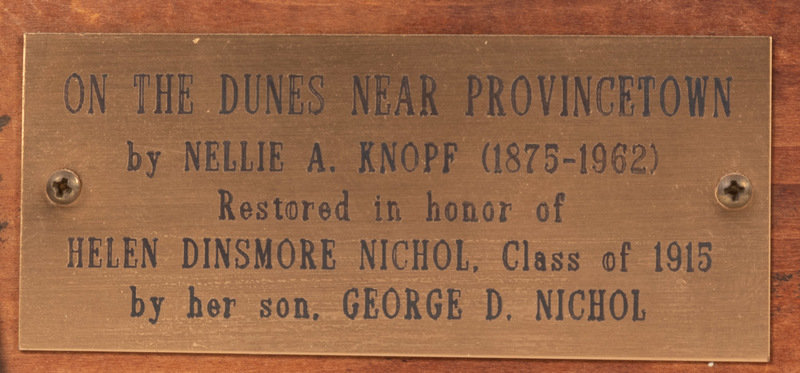 ON THE DUNES NEAR PROVINCETOWN
by NELLIE A. KNOPF (1875-1962)
Restored in honor of
HELEN DINSMORE NICHOL, Class of 1915
by her son, GEORGE D. NICHOL